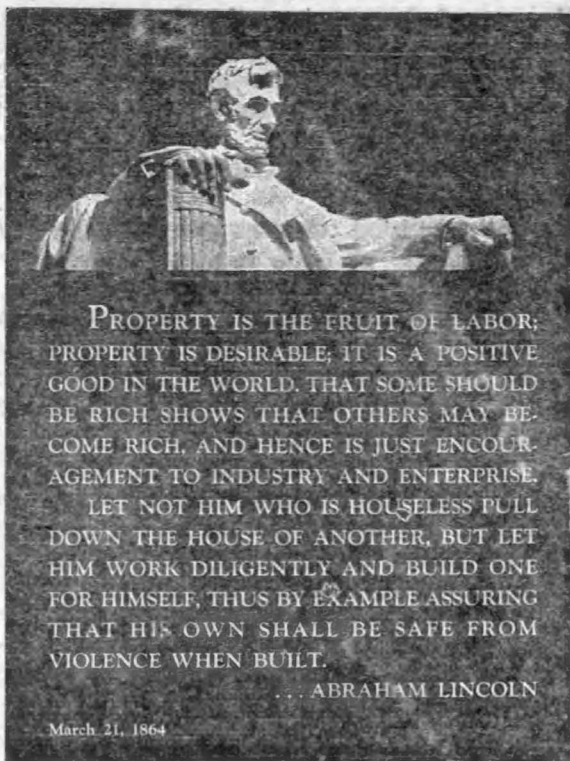 PROPERTY IS THE FRUIT OF LABOR;
PROPERTY IS DESIRABLE; IT IS A POSITIVE
GOOD IN THE WORLD. THAT SOME SHOULD
BE RICH SHOWS THAT OTHERS MAY BE-
COME RICH, AND HENCE IS JUST ENCOUR-
AGEMENT TO INDUSTRY AND ENTERPRISE.
LET NOT HIM WHO IS HOUSELESS PULL
DOWN THE HOUSE OF ANOTHER, BUT LET
HIM WORK DILIGENTLY AND BUILD ONE
FOR HIMSELF, THUS BY EXAMPLE ASSURING
THAT HIS OWN SHALL BE SAFE FROM
VIOLENCE WHEN BUILT.
... ABRAHAM LINCOLN
March 21, 1864